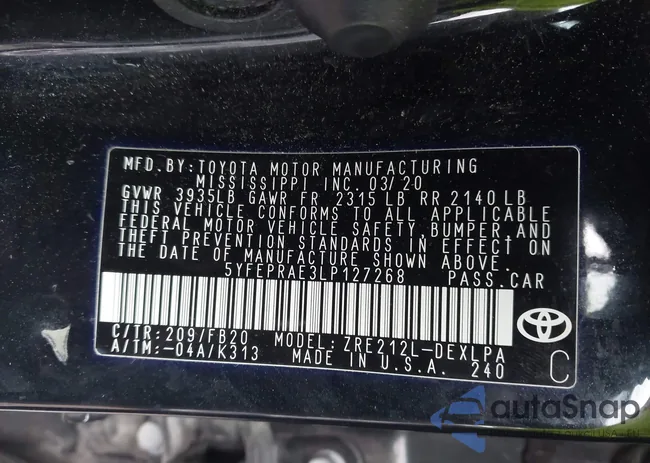 MFD. BY: TOYOTA MOTOR MANUFACTURING
MISSISSIPPI INC. 03/20
GVWR 3935LB GAWR FR 2315 LB RR 2140 LB
THIS VEHICLE CONFORMS TO ALL APPLICABLE
FEDERAL MOTOR VEHICLE SAFETY, BUMPER AND
THEFT PREVENTION STANDARDS IN EFFECT ON
THE DATE OF MANUFACTURE SHOWN ABOVE.
5YFEPRAE3LP127268 PASS. CAR
C/TR: 209/FB20 MODEL: ZRE212L-DEXLPA
A/TM: -04A/K313 MADE IN U.S.A. 240 C
autaSnap